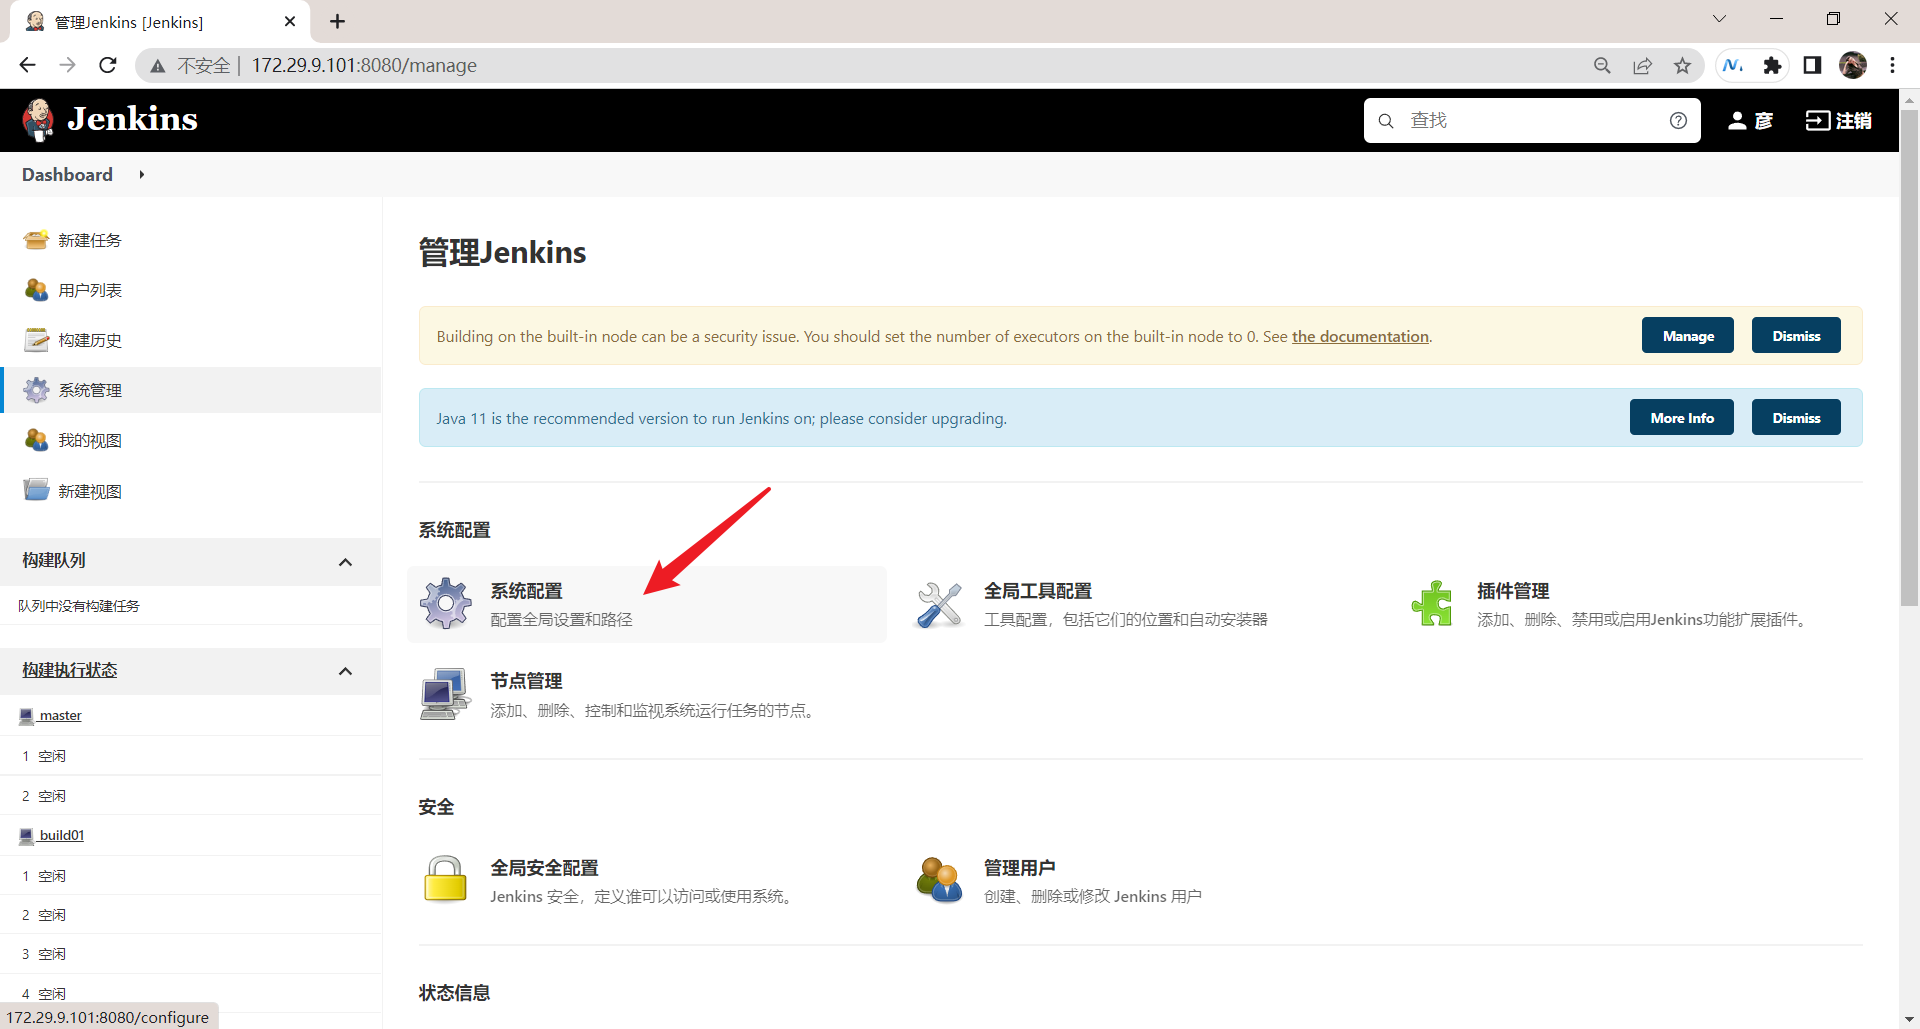 管理Jenkins [Jenkins]
不安全 | 172.29.9.101:8080/manage
Jenkins
查找
彦
注销
Dashboard
新建任务
用户列表
构建历史
系统管理
我的视图
新建视图
构建队列
队列中没有构建任务
构建执行状态
master
1 空闲
2 空闲
build01
1 空闲
2 空闲
3 空闲
4 空闲
172.29.9.101:8080/configure
管理Jenkins
Building on the built-in node can be a security issue. You should set the number of executors on the built-in node to 0. See the documentation.
Manage
Dismiss
Java 11 is the recommended version to run Jenkins on; please consider upgrading.
More Info
Dismiss
系统配置
系统配置
配置全局设置和路径
全局工具配置
工具配置，包括它们的位置和自动安装器
插件管理
添加、删除、禁用或启用Jenkins功能扩展插件。
节点管理
添加、删除、控制和监视系统运行任务的节点。
安全
全局安全配置
Jenkins 安全，定义谁可以访问或使用系统。
管理用户
创建、删除或修改 Jenkins 用户
状态信息